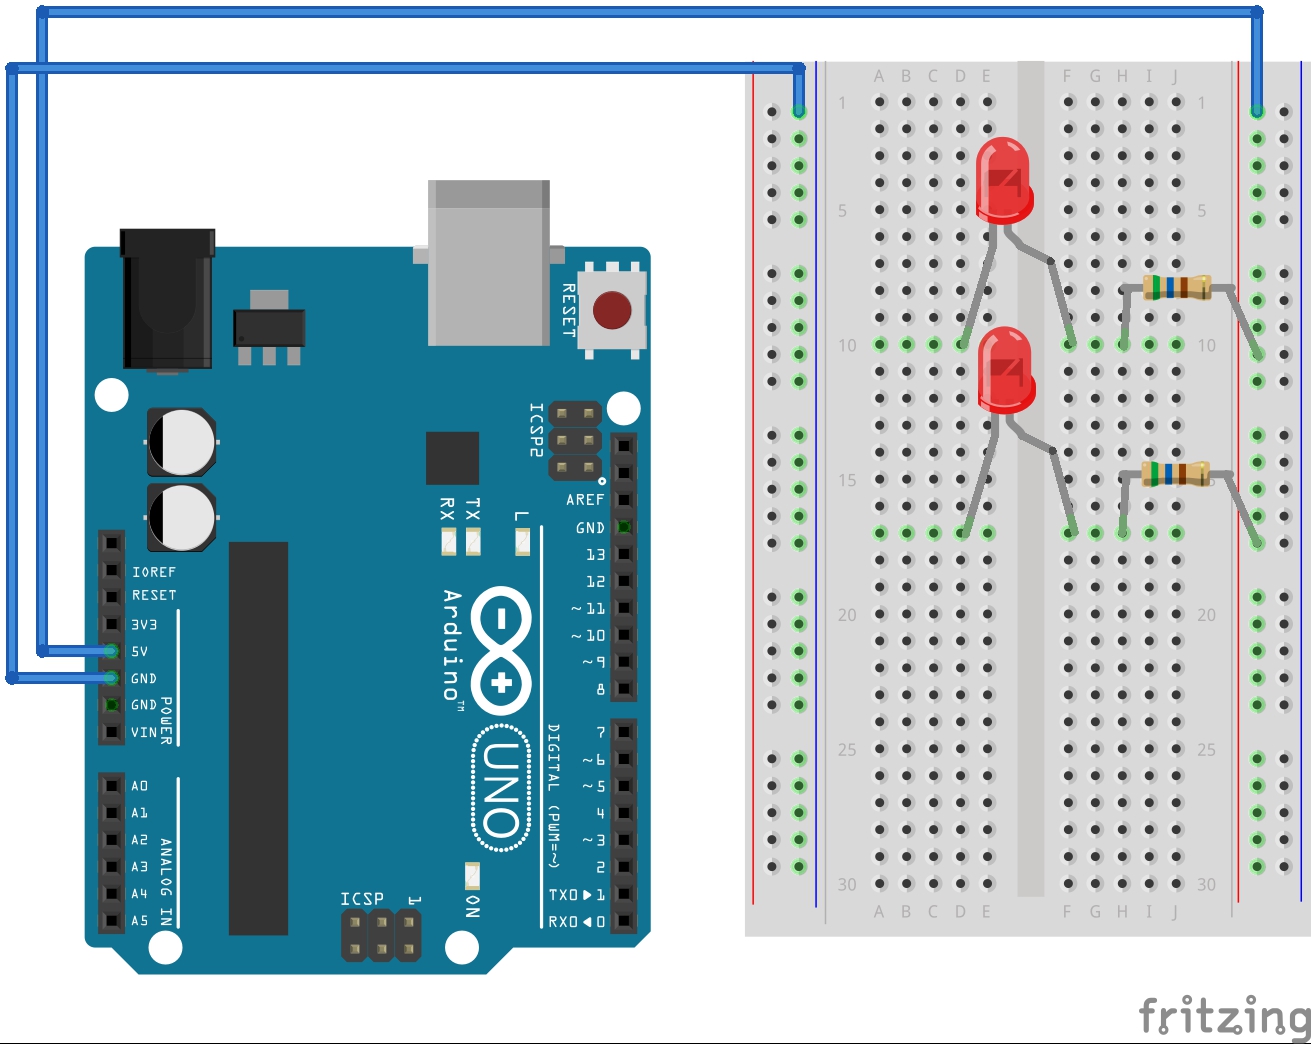 A B C D E F G H I J
1 1
5 5
10 10
15
20 20
25 25
30 30
A B C D E F G H I J
RESET
ICSP2
AREF
GND
13
12
~11
~10
~9
8
7
~6
~5
4
~3
2
TX0▶1
RX0◀0
DIGITAL (PWM=~)
RX TX L
Arduino™
UNO
ON
ICSP 1
IOREF
RESET
3V3
5V
GND
GND
VIN
POWER
A0
A1
A2
A3
A4
A5
ANALOG IN
fritzing